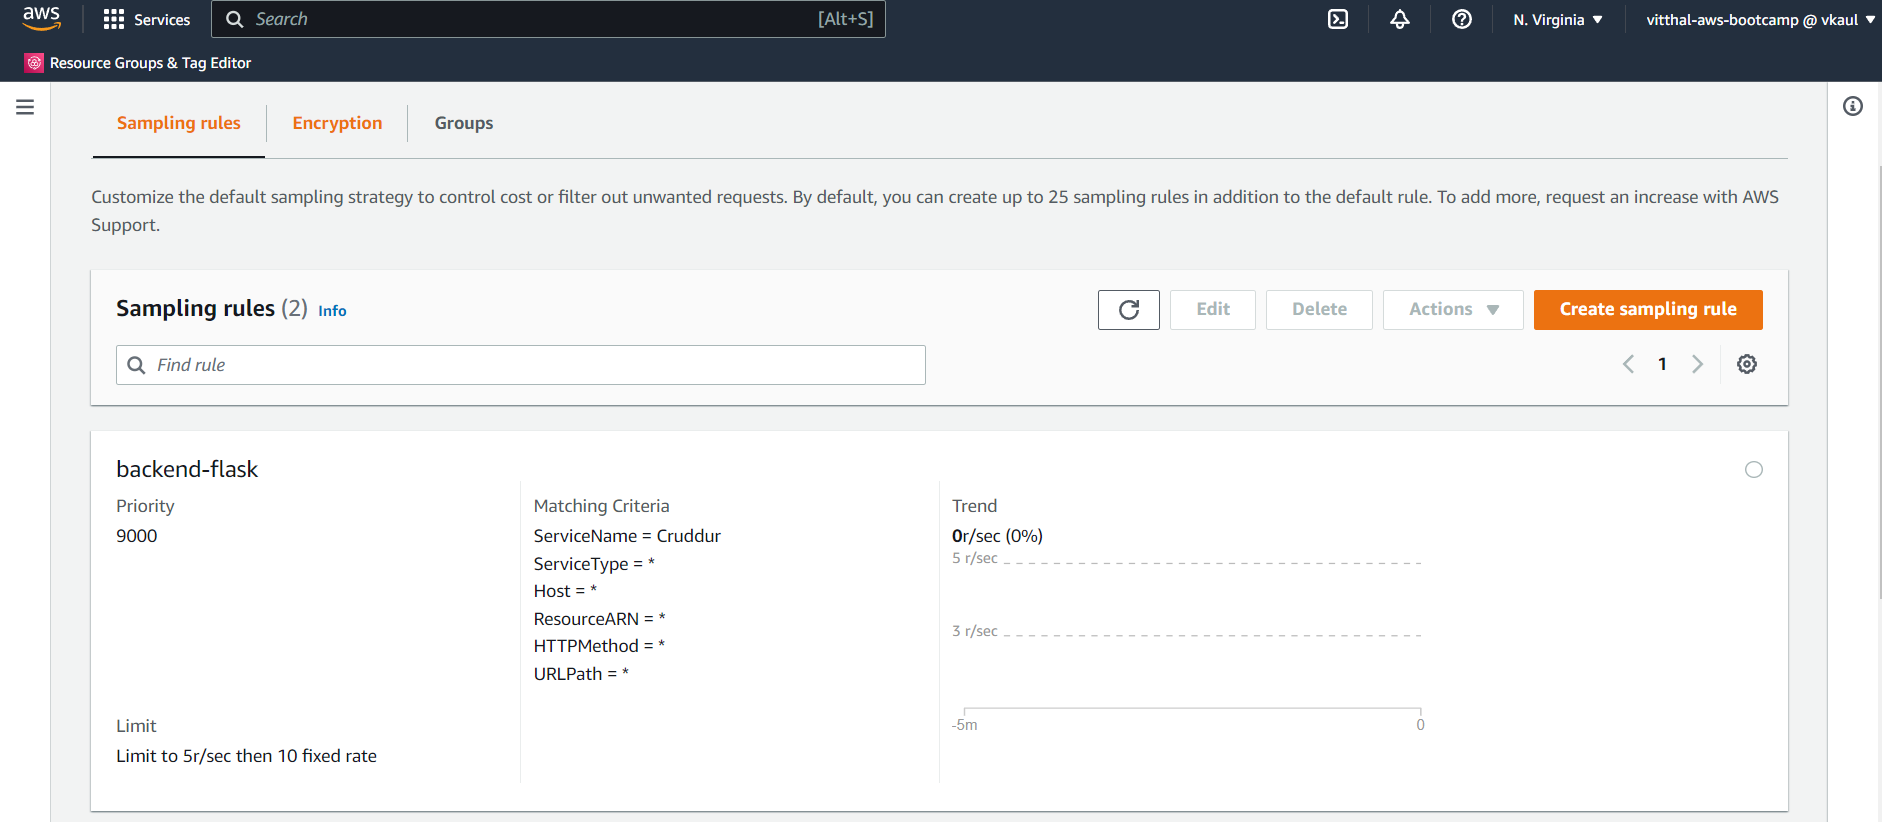 aws
Services
Search
[Alt+S]
N. Virginia
vitthal-aws-bootcamp @ vkaul
Resource Groups & Tag Editor
Sampling rules
Encryption
Groups
Customize the default sampling strategy to control cost or filter out unwanted requests. By default, you can create up to 25 sampling rules in addition to the default rule. To add more, request an increase with AWS
Support.
Sampling rules (2) Info
Edit
Delete
Actions
Create sampling rule
Find rule
1
backend-flask
Priority
9000
Limit
Limit to 5r/sec then 10 fixed rate
Matching Criteria
ServiceName = Cruddur
ServiceType = *
Host = *
ResourceARN = *
HTTPMethod = *
URLPath = *
Trend
0r/sec (0%)
5 r/sec
3 r/sec
-5m
0